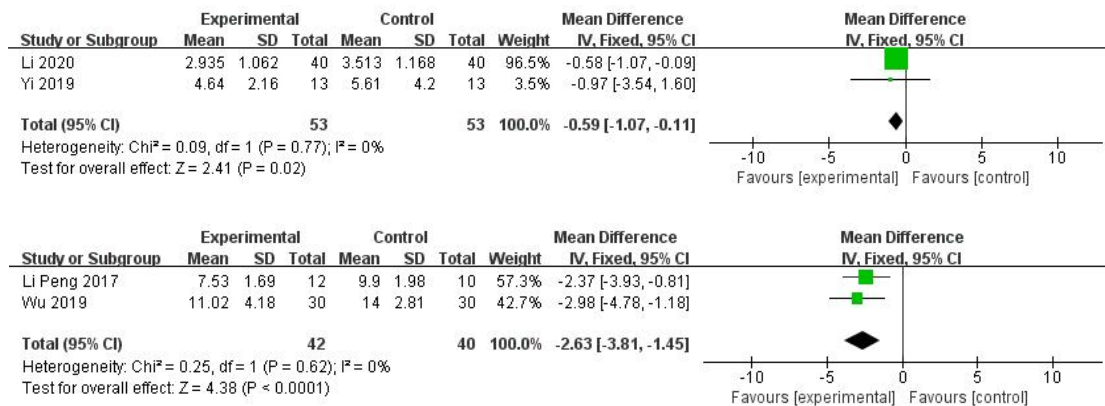 Experimental Control Mean Difference Mean Difference
Study or Subgroup Mean SD Total Mean SD Total Weight IV, Fixed, 95% CI IV, Fixed, 95% CI
Li 2020 2.935 1.062 40 3.513 1.168 40 96.5% -0.58 [-1.07, -0.09]
Yi 2019 4.64 2.16 13 5.61 4.2 13 3.5% -0.97 [-3.54, 1.60]
Total (95% CI) 53 53 100.0% -0.59 [-1.07, -0.11]
Heterogeneity: Chi² = 0.09, df = 1 (P = 0.77); I² = 0%
Test for overall effect: Z = 2.41 (P = 0.02)
-10 -5 0 5 10
Favours [experimental] Favours [control]
Experimental Control Mean Difference Mean Difference
Study or Subgroup Mean SD Total Mean SD Total Weight IV, Fixed, 95% CI IV, Fixed, 95% CI
Li Peng 2017 7.53 1.69 12 9.9 1.98 10 57.3% -2.37 [-3.93, -0.81]
Wu 2019 11.02 4.18 30 14 2.81 30 42.7% -2.98 [-4.78, -1.18]
Total (95% CI) 42 40 100.0% -2.63 [-3.81, -1.45]
Heterogeneity: Chi² = 0.25, df = 1 (P = 0.62); I² = 0%
Test for overall effect: Z = 4.38 (P < 0.0001)
-10 -5 0 5 10
Favours [experimental] Favours [control]